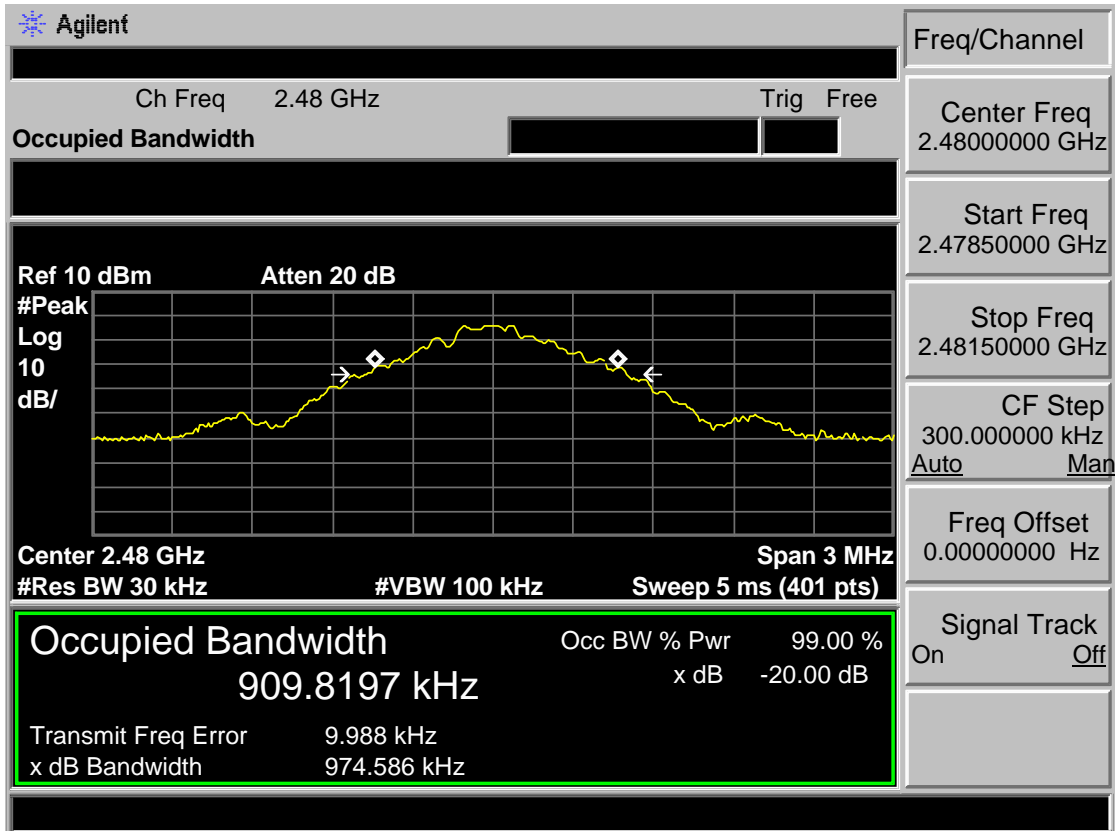 Agilent
Freq/Channel
Ch Freq 2.48 GHz Trig Free
Occupied Bandwidth
Center Freq
2.48000000 GHz
Start Freq
2.47850000 GHz
Stop Freq
2.48150000 GHz
CF Step
300.000000 kHz
Auto Man
Freq Offset
0.00000000 Hz
Signal Track
On Off
Ref 10 dBm Atten 20 dB
#Peak
Log
10
dB/
Center 2.48 GHz Span 3 MHz
#Res BW 30 kHz #VBW 100 kHz Sweep 5 ms (401 pts)
Occupied Bandwidth
909.8197 kHz
Occ BW % Pwr 99.00 %
x dB -20.00 dB
Transmit Freq Error 9.988 kHz
x dB Bandwidth 974.586 kHz